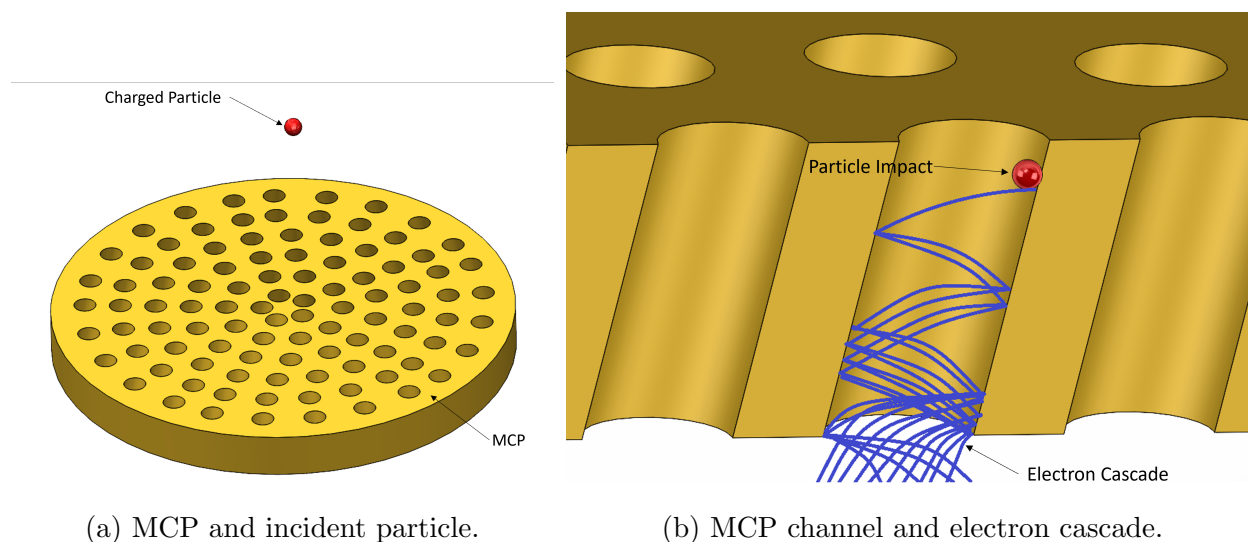 Charged Particle
MCP
Particle Impact
Electron Cascade
(a) MCP and incident particle.
(b) MCP channel and electron cascade.